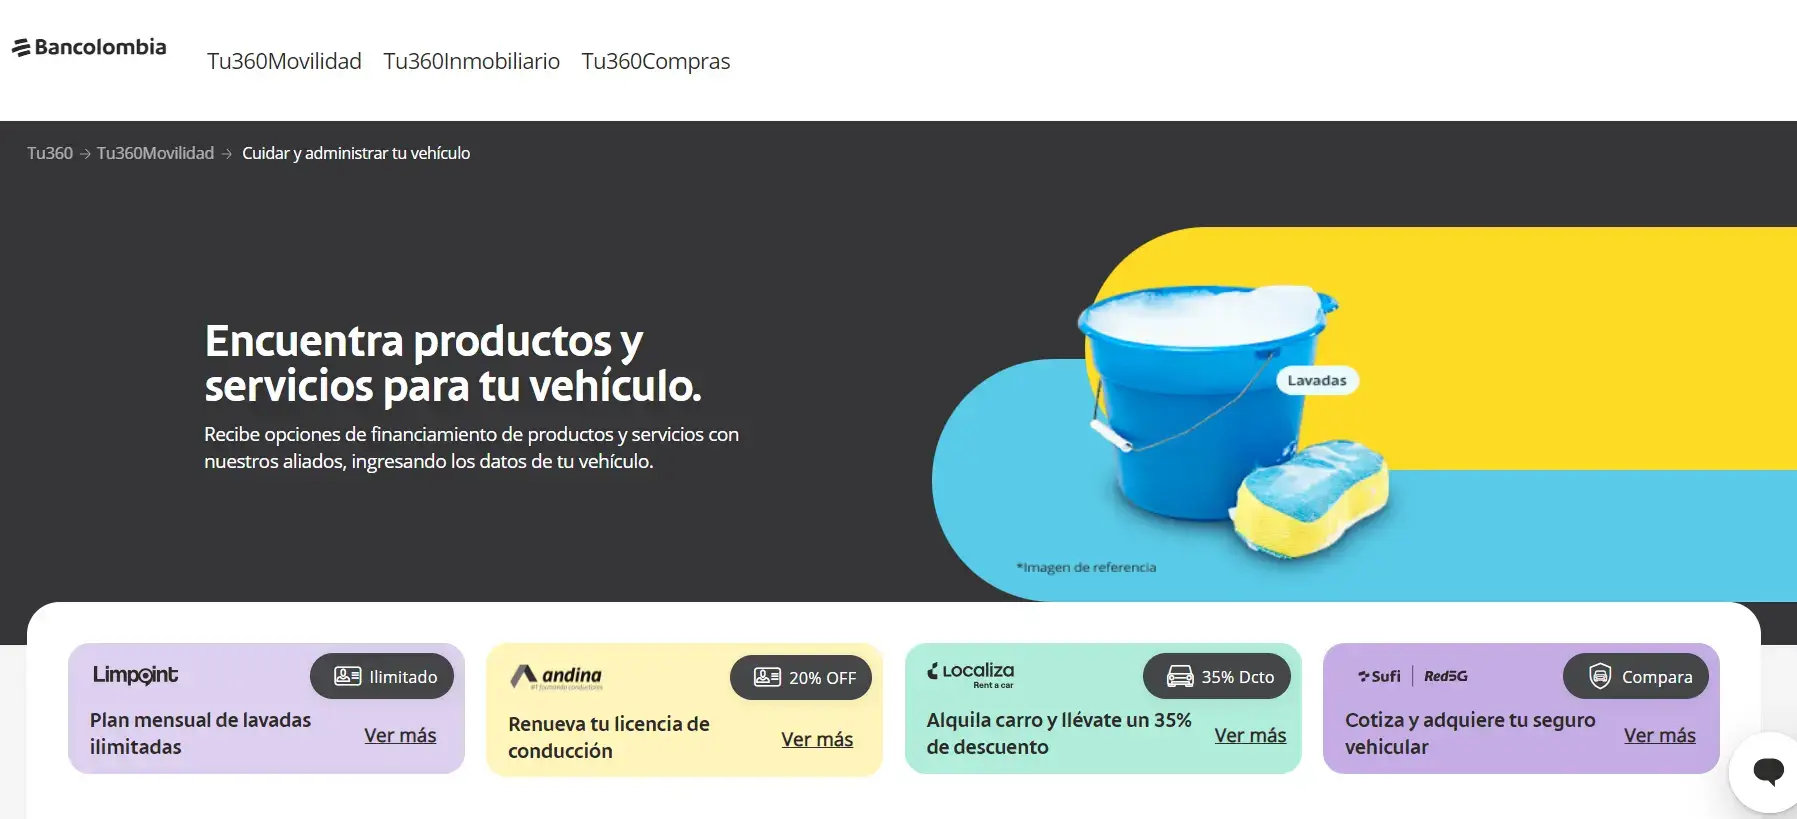 Bancolombia
Tu360Movilidad Tu360Inmobiliario Tu360Compras
Tu360 → Tu360Movilidad → Cuidar y administrar tu vehículo
Encuentra productos y
servicios para tu vehículo.
Recibe opciones de financiamiento de productos y servicios con
nuestros aliados, ingresando los datos de tu vehículo.
Lavadas
*Imagen de referencia
Limpoint
Ilimitado
Plan mensual de lavadas
ilimitadas
Ver más
andina
#1 formando conductores
20% OFF
Renueva tu licencia de
conducción
Ver más
Localiza
Rent a car
35% Dcto
Alquila carro y llévate un 35%
de descuento
Ver más
Sufi | Red5G
Compara
Cotiza y adquiere tu seguro
vehicular
Ver más